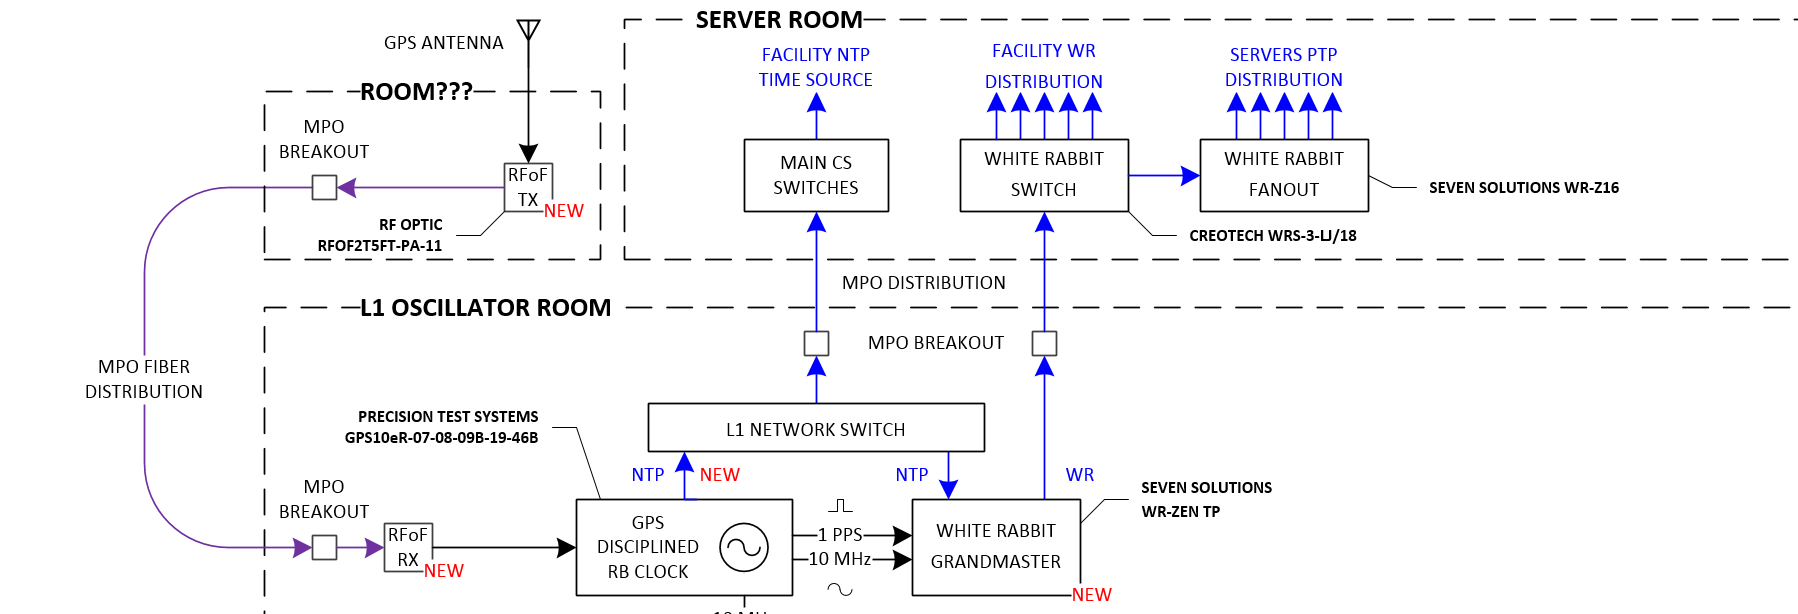 SERVER ROOM
GPS ANTENNA
FACILITY NTP
TIME SOURCE
FACILITY WR
DISTRIBUTION
SERVERS PTP
DISTRIBUTION
ROOM???
MPO
BREAKOUT
RFoF
TX
NEW
RF OPTIC
RFOF2T5FT-PA-11
MAIN CS
SWITCHES
WHITE RABBIT
SWITCH
WHITE RABBIT
FANOUT
SEVEN SOLUTIONS WR-Z16
CREOTECH WRS-3-LJ/18
MPO DISTRIBUTION
L1 OSCILLATOR ROOM
MPO BREAKOUT
MPO FIBER
DISTRIBUTION
PRECISION TEST SYSTEMS
GPS10eR-07-08-09B-19-46B
L1 NETWORK SWITCH
NTP
NEW
NTP
WR
SEVEN SOLUTIONS
WR-ZEN TP
MPO
BREAKOUT
RFoF
RX
NEW
GPS
DISCIPLINED
RB CLOCK
1 PPS
10 MHz
WHITE RABBIT
GRANDMASTER
NEW